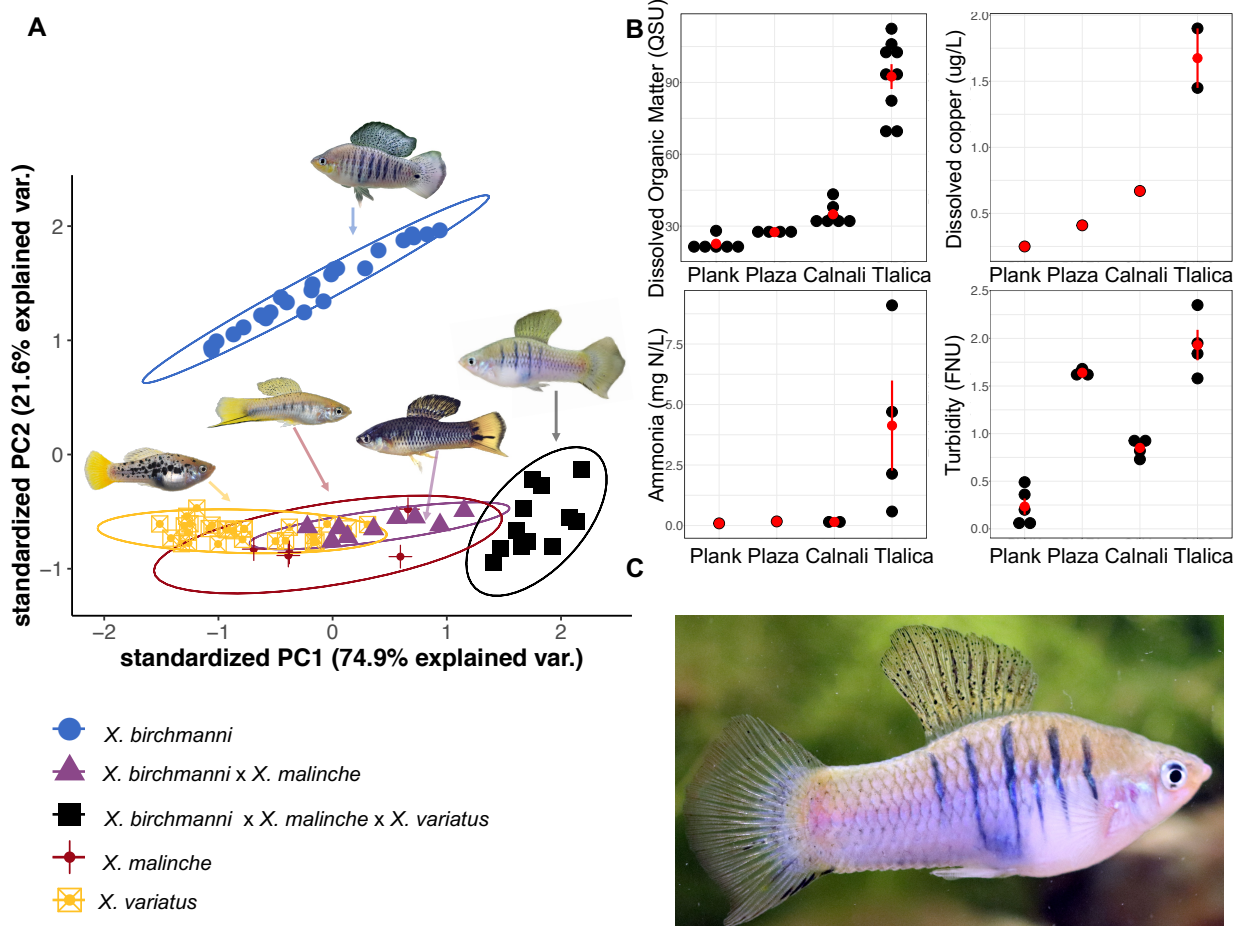 A
standardized PC2 (21.6% explained var.)
2
1
0
−1
−2
−1
0
1
2
standardized PC1 (74.9% explained var.)
X. birchmanni
X. birchmanni x X. malinche
X. birchmanni x X. malinche x X. variatus
X. malinche
X. variatus
B
Dissolved Organic Matter (QSU)
90
60
30
Plank Plaza Calnali Tlalica
Dissolved copper (ug/L)
2.0
1.5
1.0
0.5
Plank Plaza Calnali Tlalica
Ammonia (mg N/L)
7.5
5.0
2.5
0.0
Plank Plaza Calnali Tlalica
Turbidity (FNU)
2.5
2.0
1.5
1.0
0.5
0.0
Plank Plaza Calnali Tlalica
C